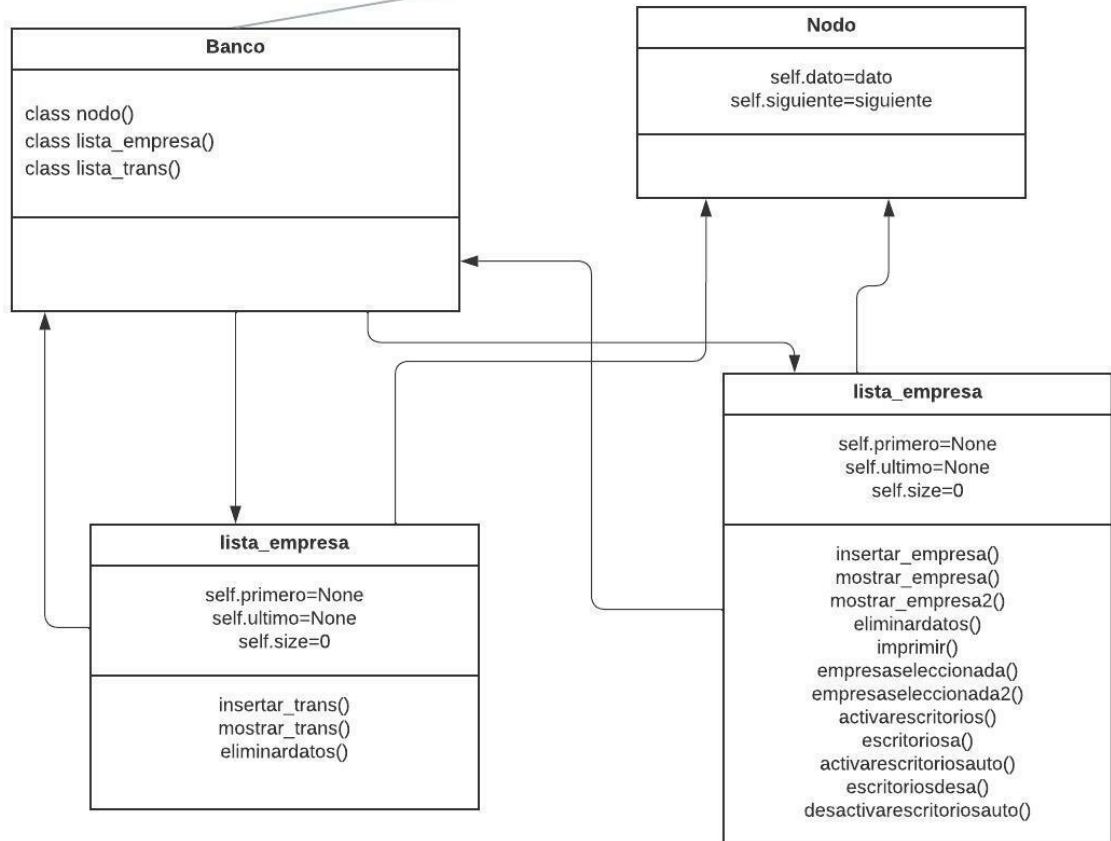 Banco
class nodo()
class lista_empresa()
class lista_trans()
Nodo
self.dato=dato
self.siguiente=siguiente
lista_empresa
self.primero=None
self.ultimo=None
self.size=0
insertar_trans()
mostrar_trans()
eliminardatos()
lista_empresa
self.primero=None
self.ultimo=None
self.size=0
insertar_empresa()
mostrar_empresa()
mostrar_empresa2()
eliminardatos()
imprimir()
empresaseleccionada()
empresaseleccionada2()
activarescritorios()
escritoriosa()
activarescritoriosauto()
escritoriosdesa()
desactivarescritoriosauto()